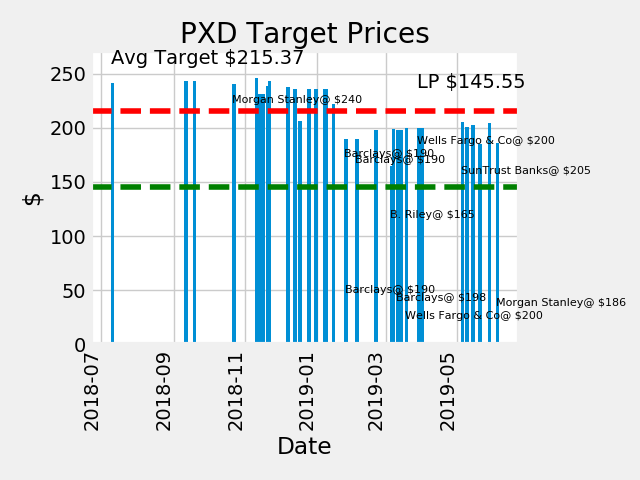 PXD Target Prices
Avg Target $215.37
LP $145.55
Morgan Stanley@ $240
Wells Fargo & Co@ $200
Barclays@ $190
Barclays@ $190
SunTrust Banks@ $205
B. Riley@ $165
Barclays@ $190
Barclays@ $198
Morgan Stanley@ $186
Wells Fargo & Co@ $200
250
200
150
100
50
0
$
2018-07
2018-09
2018-11
2019-01
2019-03
2019-05
Date